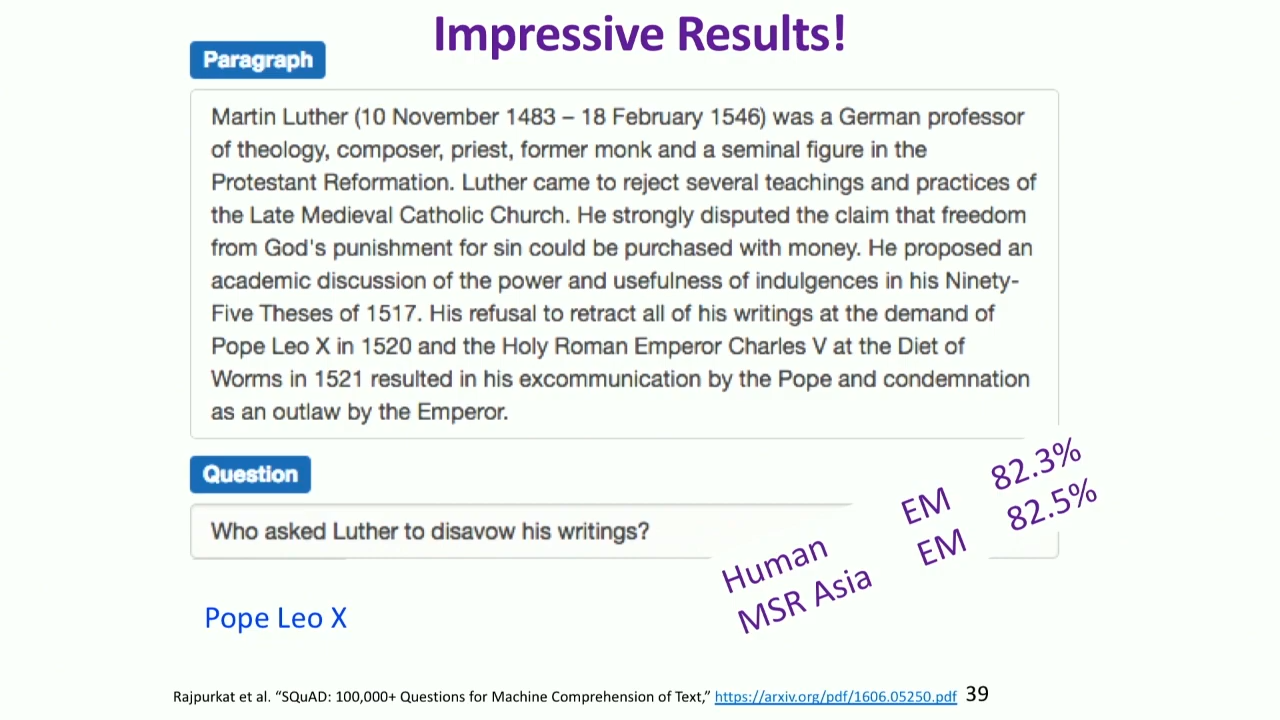 Impressive Results!
Paragraph
Martin Luther (10 November 1483 – 18 February 1546) was a German professor
of theology, composer, priest, former monk and a seminal figure in the
Protestant Reformation. Luther came to reject several teachings and practices of
the Late Medieval Catholic Church. He strongly disputed the claim that freedom
from God's punishment for sin could be purchased with money. He proposed an
academic discussion of the power and usefulness of indulgences in his Ninety-
Five Theses of 1517. His refusal to retract all of his writings at the demand of
Pope Leo X in 1520 and the Holy Roman Emperor Charles V at the Diet of
Worms in 1521 resulted in his excommunication by the Pope and condemnation
as an outlaw by the Emperor.
Question
Who asked Luther to disavow his writings?
Human EM 82.3%
MSR Asia EM 82.5%
Pope Leo X
Rajpurkat et al. “SQuAD: 100,000+ Questions for Machine Comprehension of Text,” https://arxiv.org/pdf/1606.05250.pdf 39